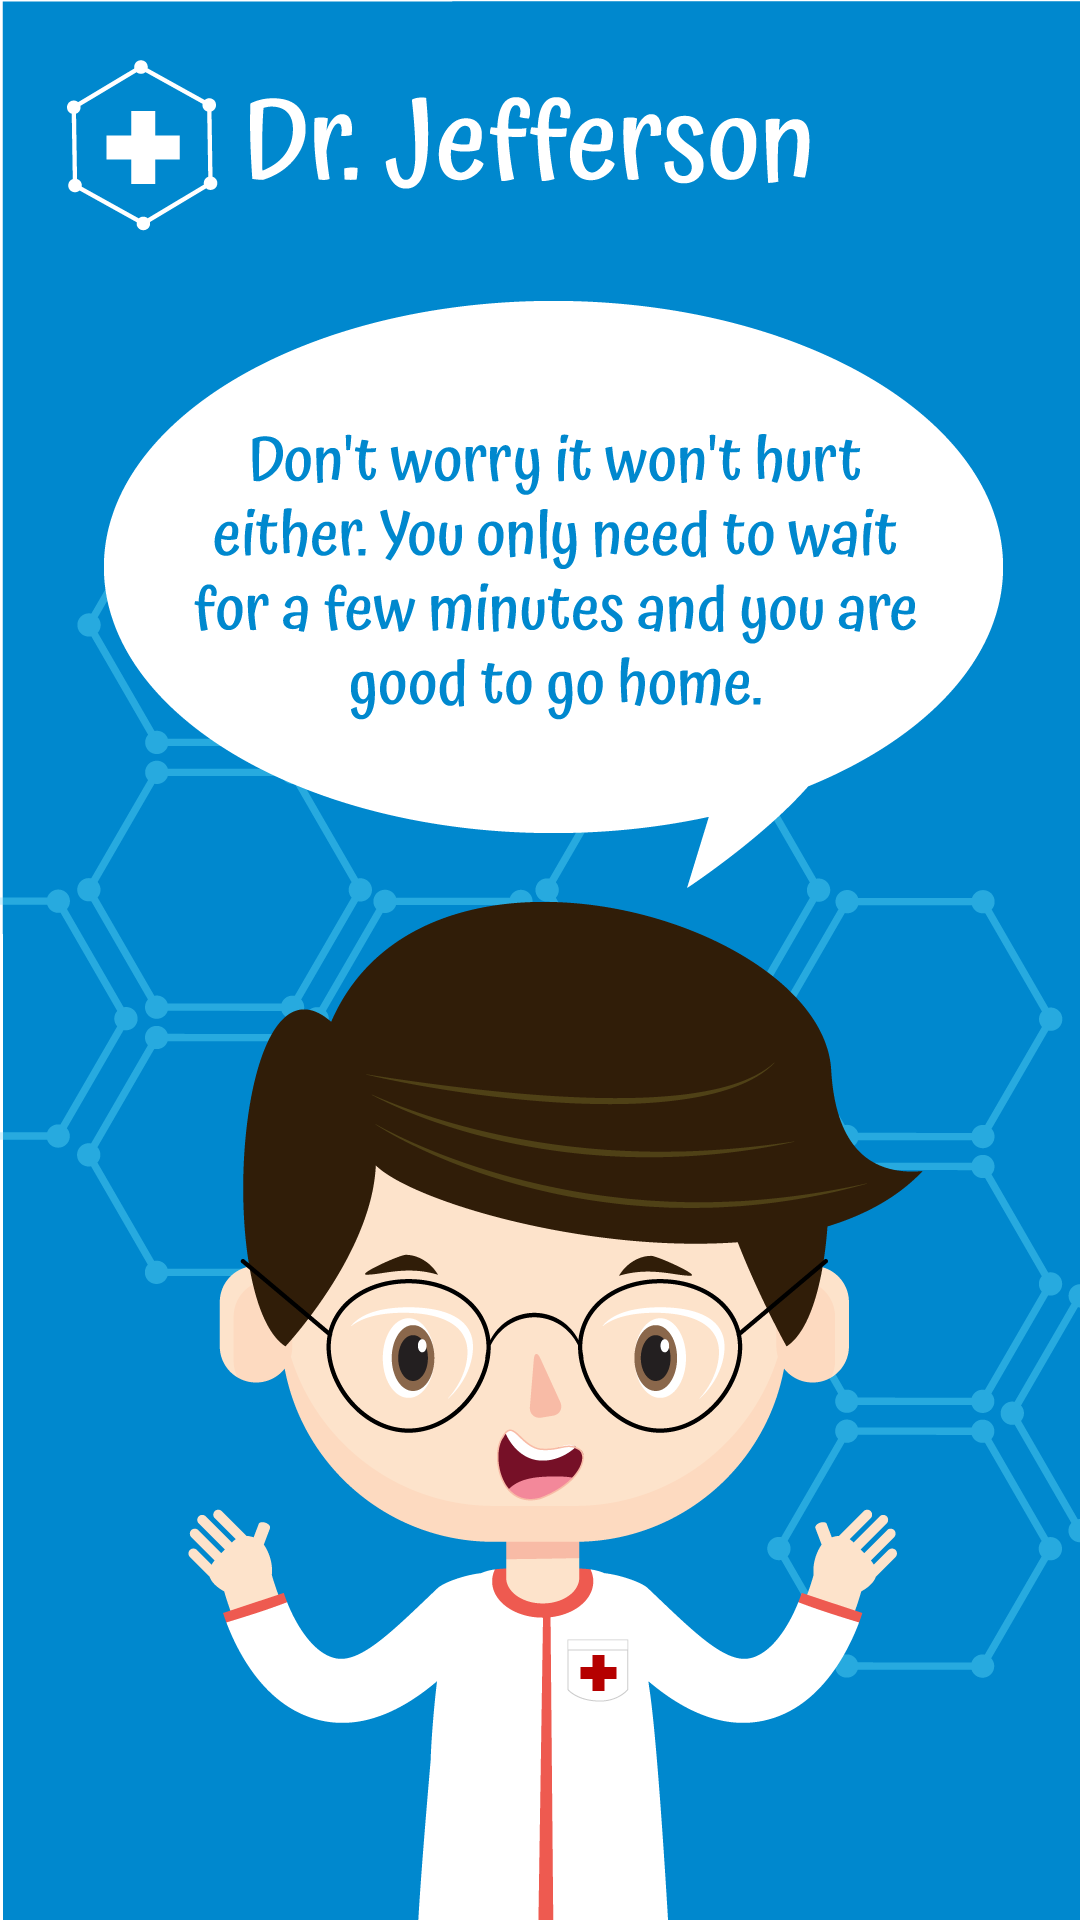 Dr. Jefferson
Don't worry it won't hurt
either. You only need to wait
for a few minutes and you are
good to go home.